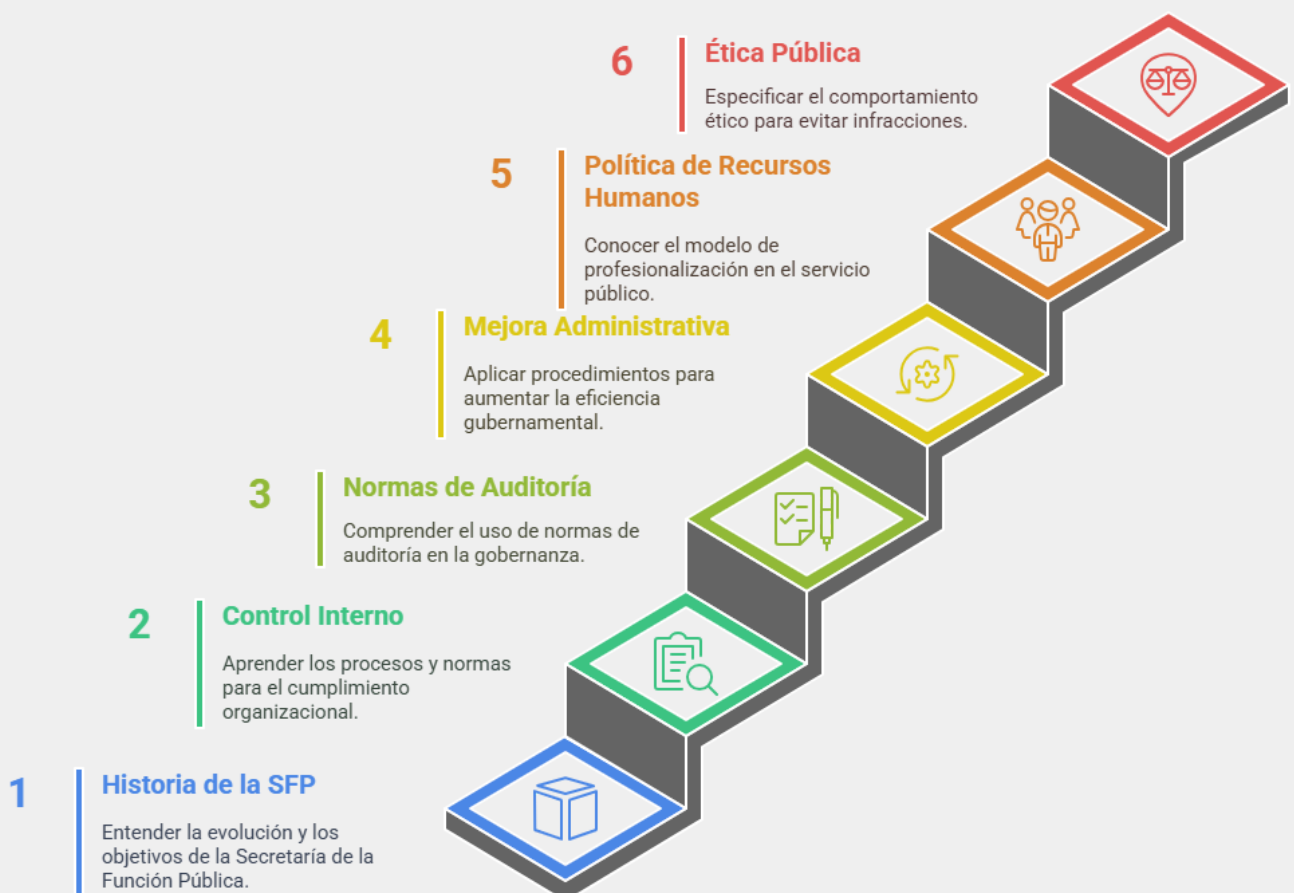 6
Ética Pública
Especificar el comportamiento
ético para evitar infracciones.
5
Política de Recursos
Humanos
Conocer el modelo de
profesionalización en el servicio
público.
4
Mejora Administrativa
Aplicar procedimientos para
aumentar la eficiencia
gubernamental.
3
Normas de Auditoría
Comprender el uso de normas de
auditoría en la gobernanza.
2
Control Interno
Aprender los procesos y normas
para el cumplimiento
organizacional.
1
Historia de la SFP
Entender la evolución y los
objetivos de la Secretaría de la
Función Pública.